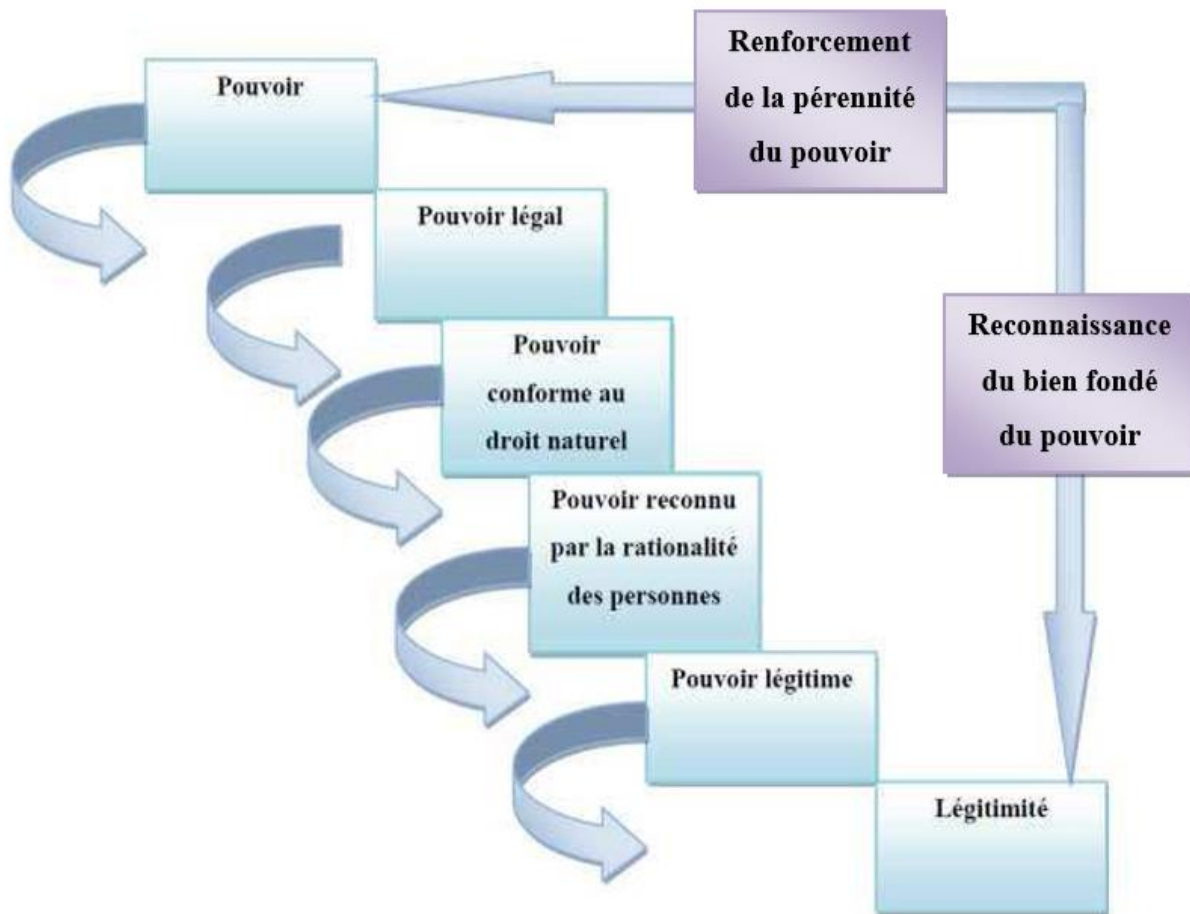 Renforcement
de la pérennité
du pouvoir
Pouvoir
Pouvoir légal
Reconnaissance
du bien fondé
du pouvoir
Pouvoir
conforme au
droit naturel
Pouvoir reconnu
par la rationalité
des personnes
Pouvoir légitime
Légitimité